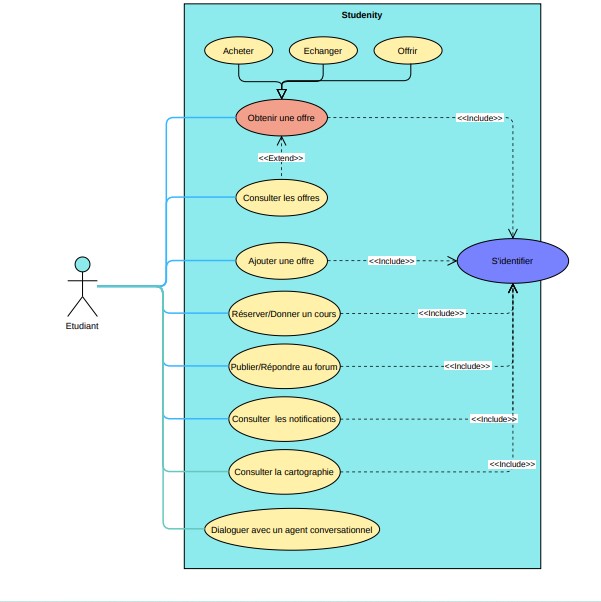 Studenity
Acheter
Echanger
Offrir
Obtenir une offre
<<Include>>
<<Extend>>
Consulter les offres
Ajouter une offre
<<Include>>
S'identifier
Etudiant
Réserver/Donner un cours
<<Include>>
Publier/Répondre au forum
<<Include>>
Consulter les notifications
<<Include>>
Consulter la cartographie
<<Include>>
Dialoguer avec un agent conversationnel